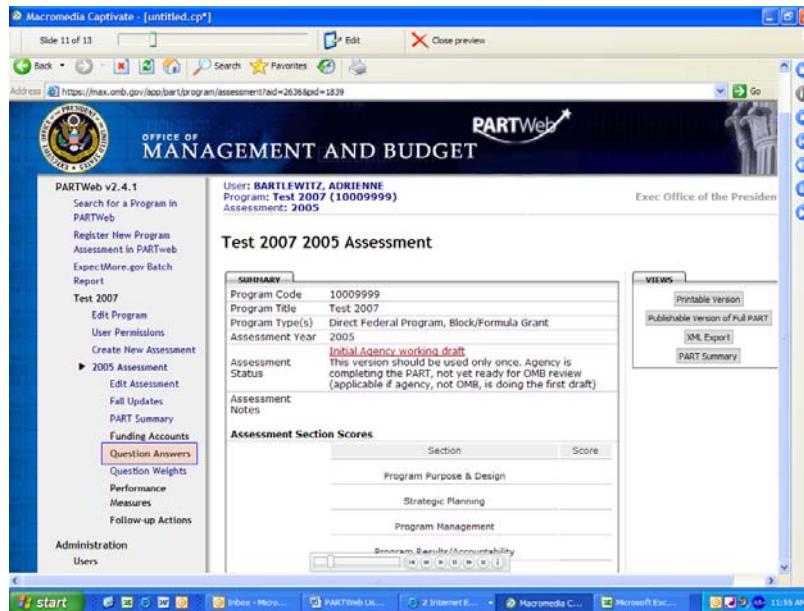 Macromedia Captivate - [untitled.cp*]
Slide 11 of 13
Edit
Close preview
Back
Search
Favorites
Address
https://max.omb.gov/app/part/program/assessment?aid=2636&pid=1839
Go
OFFICE OF
MANAGEMENT AND BUDGET
PARTWeb
PARTWeb v2.4.1
Search for a Program in
PARTWeb
Register New Program
Assessment in PARTweb
ExpectMore.gov Batch
Report
Test 2007
Edit Program
User Permissions
Create New Assessment
2005 Assessment
Edit Assessment
Fall Updates
PART Summary
Funding Accounts
Question Answers
Question Weights
Performance
Measures
Follow-up Actions
Administration
Users
User: BARTLEWITZ, ADRIENNE
Program: Test 2007 (10009999)
Assessment: 2005
Exec Office of the Presiden
Test 2007 2005 Assessment
SUMMARY
Program Code 10009999
Program Title Test 2007
Program Type(s) Direct Federal Program, Block/Formula Grant
Assessment Year 2005
Assessment Status
Initial Agency working draft
This version should be used only once. Agency is
completing the PART, not yet ready for OMB review
(applicable if agency, not OMB, is doing the first draft)
Assessment
Notes
Assessment Section Scores
Section Score
Program Purpose & Design
Strategic Planning
Program Management
Program Results/Accountability
VIEWS
Printable Version
Publishable Version of Full PART
XML Export
PART Summary
start
Inbox - Micro...
PARTWeb Us...
2 Internet E...
Macromedia C...
Microsoft Exc...
11:55 AM